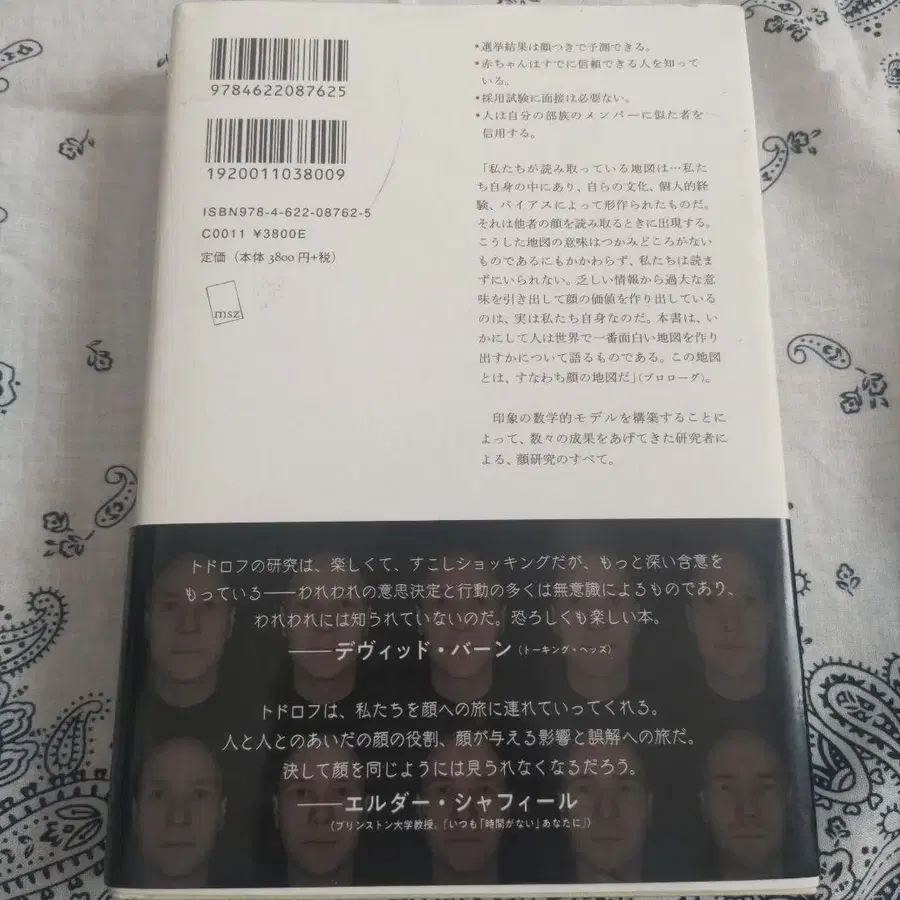 9784622087625
1920011038009
ISBN978-4-622-08762-5
C0011 ¥3800E
定価（本体 3800 円+税）
msz
•選挙結果は顔つきで予測できる。
•赤ちゃんはすでに信頼できる人を知って
いる。
•採用試験に面接は必要ない。
•人は自分の部族のメンバーに似た者を
信用する。
「私たちが読み取っている地図は…私た
ち自身の中にあり、自らの文化、個人的経
験、バイアスによって形作られたものだ。
それは他者の顔を読み取るときに出現する。
こうした地図の意味はつかみどころがない
ものであるにもかかわらず、私たちは読ま
ずにいられない。乏しい情報から過大な意
味を引き出して顔の価値を作り出している
のは、実は私たち自身なのだ。本書は、い
かにして人は世界で一番面白い地図を作り
出すかについて語るものである。この地図
とは、すなわち顔の地図だ」（プロローグ）。
印象の数学的モデルを構築することに
よって、数々の成果をあげてきた研究者に
よる、顔研究のすべて。
トドロフの研究は、楽しくて、すこしショッキングだが、もっと深い含意を
もっている——われわれの意思決定と行動の多くは無意識によるものであり、
われわれには知られていないのだ。恐ろしくも楽しい本。
——デヴィッド・バーン（トーキング・ヘッズ）
トドロフは、私たちを顔への旅に連れていってくれる。
人と人とのあいだの顔の役割、顔が与える影響と誤解への旅だ。
決して顔を同じようには見られなくなるだろう。
——エルダー・シャフィール
（プリンストン大学教授。『いつも「時間がない」あなたに』）